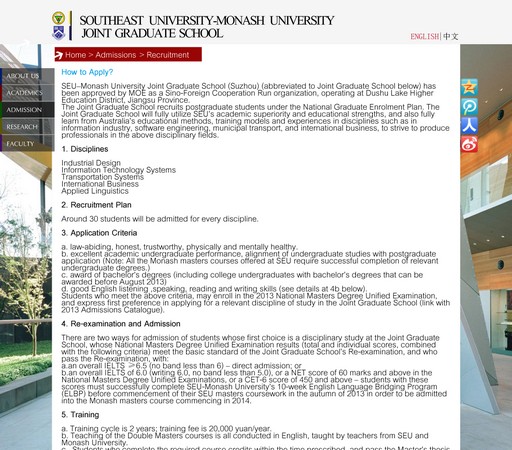 SOUTHEAST UNIVERSITY-MONASH UNIVERSITY
JOINT GRADUATE SCHOOL
ENGLISH 中文
Home > Admissions > Recruitment
ABOUT US
ACADEMICS
ADMISSION
RESEARCH
FACULTY
How to Apply?
SEU–Monash University Joint Graduate School (Suzhou) (abbreviated to Joint Graduate School below) has
been approved by MOE as a Sino-Foreign Cooperation Run organization, operating at Dushu Lake Higher
Education District, Jiangsu Province.
The Joint Graduate School recruits postgraduate students under the National Graduate Enrolment Plan. The
Joint Graduate School will fully utilize SEU's academic superiority and educational strengths, and also fully
learn from Australia's educational methods, training models and experiences in disciplines such as in
information industry, software engineering, municipal transport, and international business, to strive to produce
professionals in the above disciplinary fields.
1. Disciplines
Industrial Design
Information Technology Systems
Transportation Systems
International Business
Applied Linguistics
2. Recruitment Plan
Around 30 students will be admitted for every discipline.
3. Application Criteria
a. law-abiding, honest, trustworthy, physically and mentally healthy.
b. excellent academic undergraduate performance, alignment of undergraduate studies with postgraduate
application (Note: All the Monash masters courses offered at SEU require successful completion of relevant
undergraduate degrees.)
c. award of bachelor's degrees (including college undergraduates with bachelor's degrees that can be
awarded before August 2013)
d. good English listening ,speaking, reading and writing skills (see details at 4b below).
Students who meet the above criteria, may enroll in the 2013 National Masters Degree Unified Examination,
and express first preference in applying for a relevant discipline of study in the Joint Graduate School (link with
2013 Admissions Catalogue).
4. Re-examination and Admission
There are two ways for admission of students whose first choice is a disciplinary study at the Joint Graduate
School, whose National Masters Degree Unified Examination results (total and individual scores, combined
with the following criteria) meet the basic standard of the Joint Graduate School's Re-examination, and who
pass the Re-examination, with:
a.an overall IELTS ≥6.5 (no band less than 6) – direct admission; or
b.an overall IELTS of 6.0 (writing 6.0, no band less than 5.0), or a NET score of 60 marks and above in the
National Masters Degree Unified Examinations, or a CET-6 score of 450 and above – students with these
scores must successfully complete SEU-Monash University's 10-week English Language Bridging Program
(ELBP) before commencement of their SEU masters coursework in the autumn of 2013 in order to be admitted
into the Monash masters course commencing in 2014.
5. Training
a. Training cycle is 2 years; training fee is 20,000 yuan/year.
b. Teaching of the Double Masters courses is all conducted in English, taught by teachers from SEU and
Monash University.
c. Students who complete the required course credits within the time prescribed, and pass the Master's thesis